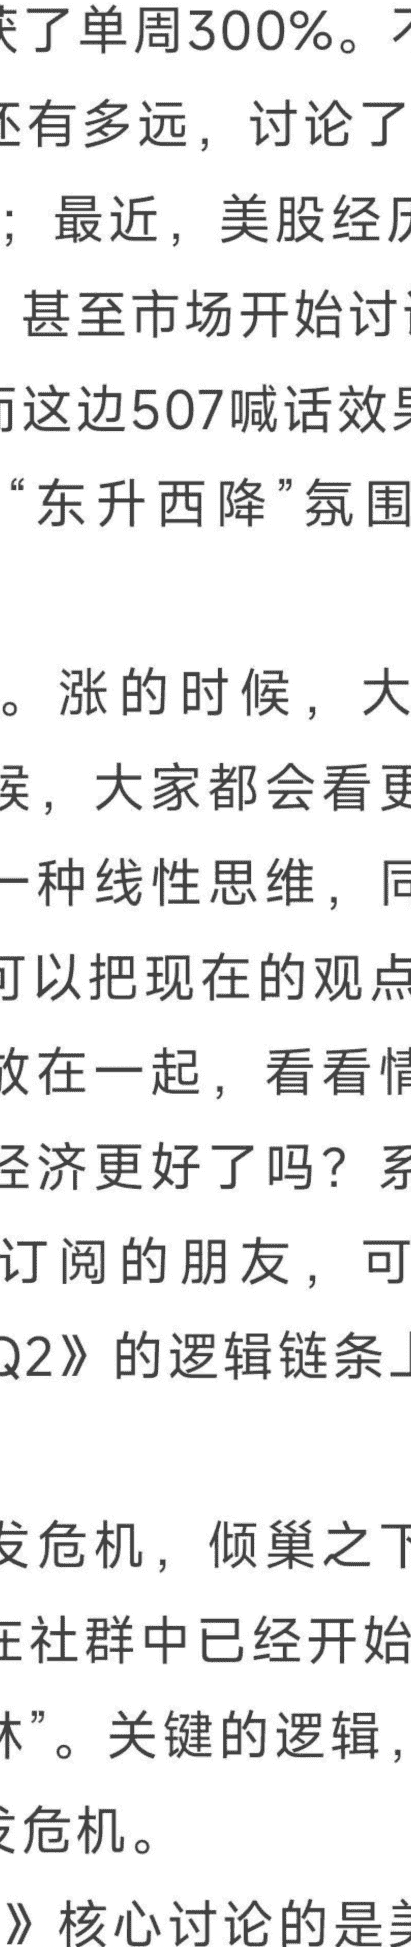 获了单周300%。不
还有多远，讨论了
；最近，美股经历
甚至市场开始讨论
而这边507喊话效果
“东升西降”氛围
。涨的时候，大
候，大家都会看更
一种线性思维，同
可以把现在的观点
放在一起，看看情
经济更好了吗？系
订阅的朋友，可
Q2》的逻辑链条上
发危机，倾巢之下
在社群中已经开始
林”。关键的逻辑，
发危机。
》核心讨论的是美